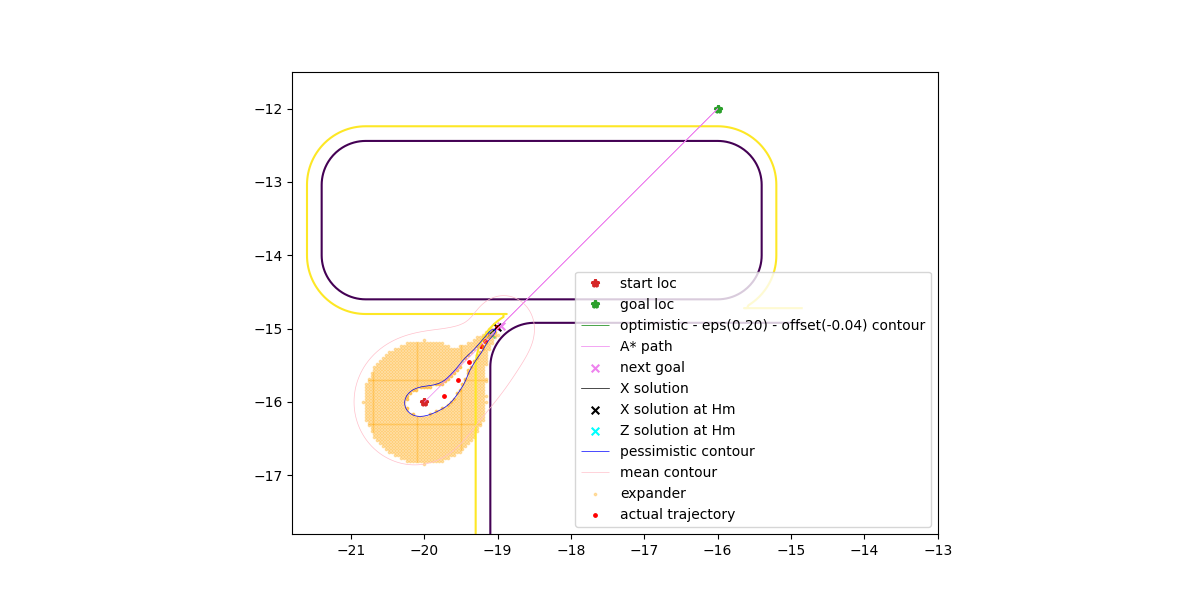 −12
−13
−14
−15
−16
−17
start loc
goal loc
optimistic - eps(0.20) - offset(-0.04) contour
A* path
next goal
X solution
X solution at Hm
Z solution at Hm
pessimistic contour
mean contour
expander
actual trajectory
−21 −20 −19 −18 −17 −16 −15 −14 −13